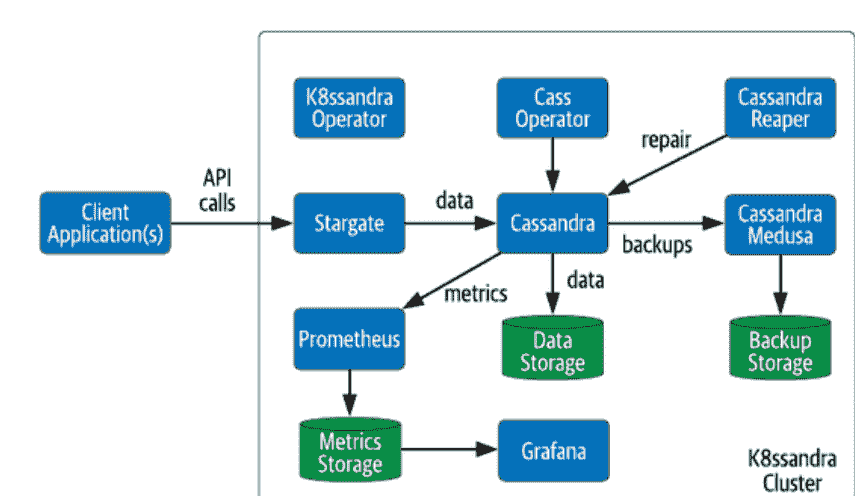 K8ssandra
Operator
Cass
Operator
Cassandra
Reaper
repair
API
calls
Client
Application(s)
Stargate
data
Cassandra
backups
Cassandra
Medusa
metrics
data
Prometheus
Data
Storage
Backup
Storage
Metrics
Storage
Grafana
K8ssandra
Cluster